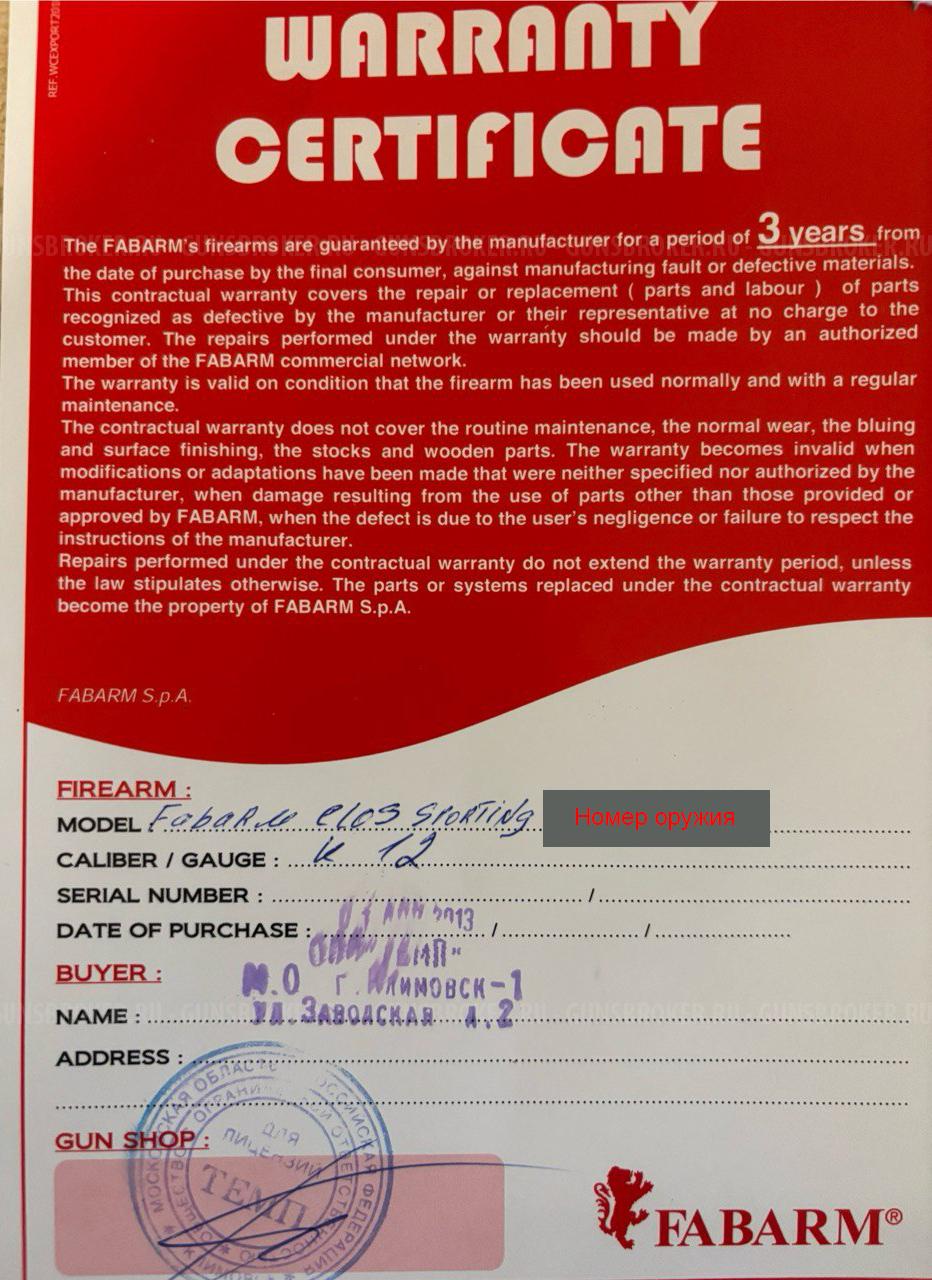 REF.WCEXPORT201
WARRANTY
CERTIFICATE
The FABARM's firearms are guaranteed by the manufacturer for a period of 3 years from
the date of purchase by the final consumer, against manufacturing fault or defective materials.
This contractual warranty covers the repair or replacement ( parts and labour ) of parts
recognized as defective by the manufacturer or their representative at no charge to the
customer. The repairs performed under the warranty should be made by an authorized
member of the FABARM commercial network.
The warranty is valid on condition that the firearm has been used normally and with a regular
maintenance.
The contractual warranty does not cover the routine maintenance, the normal wear, the bluing
and surface finishing, the stocks and wooden parts. The warranty becomes invalid when
modifications or adaptations have been made that were neither specified nor authorized by the
manufacturer, when damage resulting from the use of parts other than those provided or
approved by FABARM, when the defect is due to the user's negligence or failure to respect the
instructions of the manufacturer.
Repairs performed under the contractual warranty do not extend the warranty period, unless
the law stipulates otherwise. The parts or systems replaced under the contractual warranty
become the property of FABARM S.p.A.
GUNSBROKER.RU
FABARM S.p.A.
FIREARM :
MODEL FabaRm SPORTiNg Номер оружия
CALIBER / GAUGE : к 12
SERIAL NUMBER : /
DATE OF PURCHASE : 2013 / /
BUYER :
М.О Г. Климовск-1
NAME : УЛ.ЗАВОДСКАЯ Д.2
GUNSBROKER.RU
ADDRESS :
GUN SHOP :
МОСКОВСКАЯ ОБЛАСТЬ РОССИЙСКАЯ ФЕДЕРАЦИЯ
ДЛЯ
ЛИЦЕНЗИЙ
ТЕМП
FABARM®